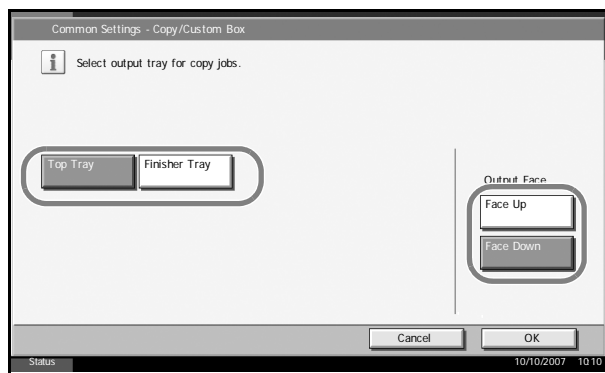 Common Settings - Copy/Custom Box
Select output tray for copy jobs.
Top Tray
Finisher Tray
Output Face
Face Up
Face Down
Cancel
OK
Status
10/10/2007 10:10